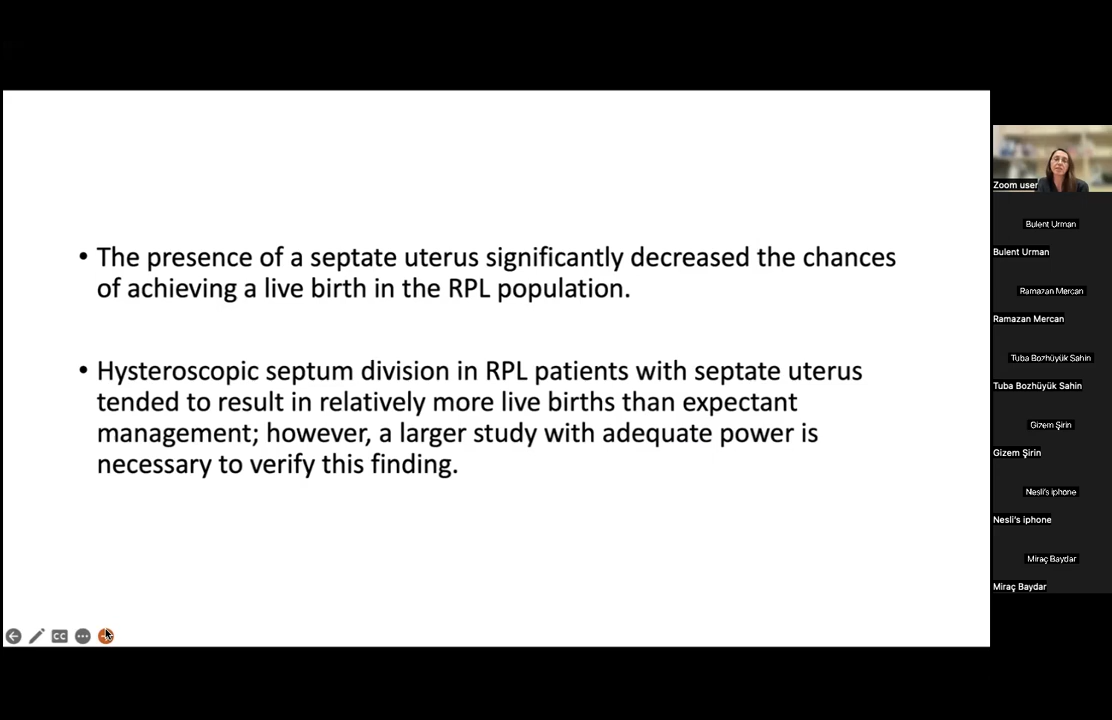 • The presence of a septate uterus significantly decreased the chances
of achieving a live birth in the RPL population.
• Hysteroscopic septum division in RPL patients with septate uterus
tended to result in relatively more live births than expectant
management; however, a larger study with adequate power is
necessary to verify this finding.
CC
Zoom user
Bulent Urman
Bulent Urman
Ramazan Mercan
Ramazan Mercan
Tuba Bozhüyük Sahin
Tuba Bozhüyük Sahin
Gizem Şirin
Gizem Şirin
Nesli's iphone
Nesli's iphone
Miraç Baydar
Miraç Baydar